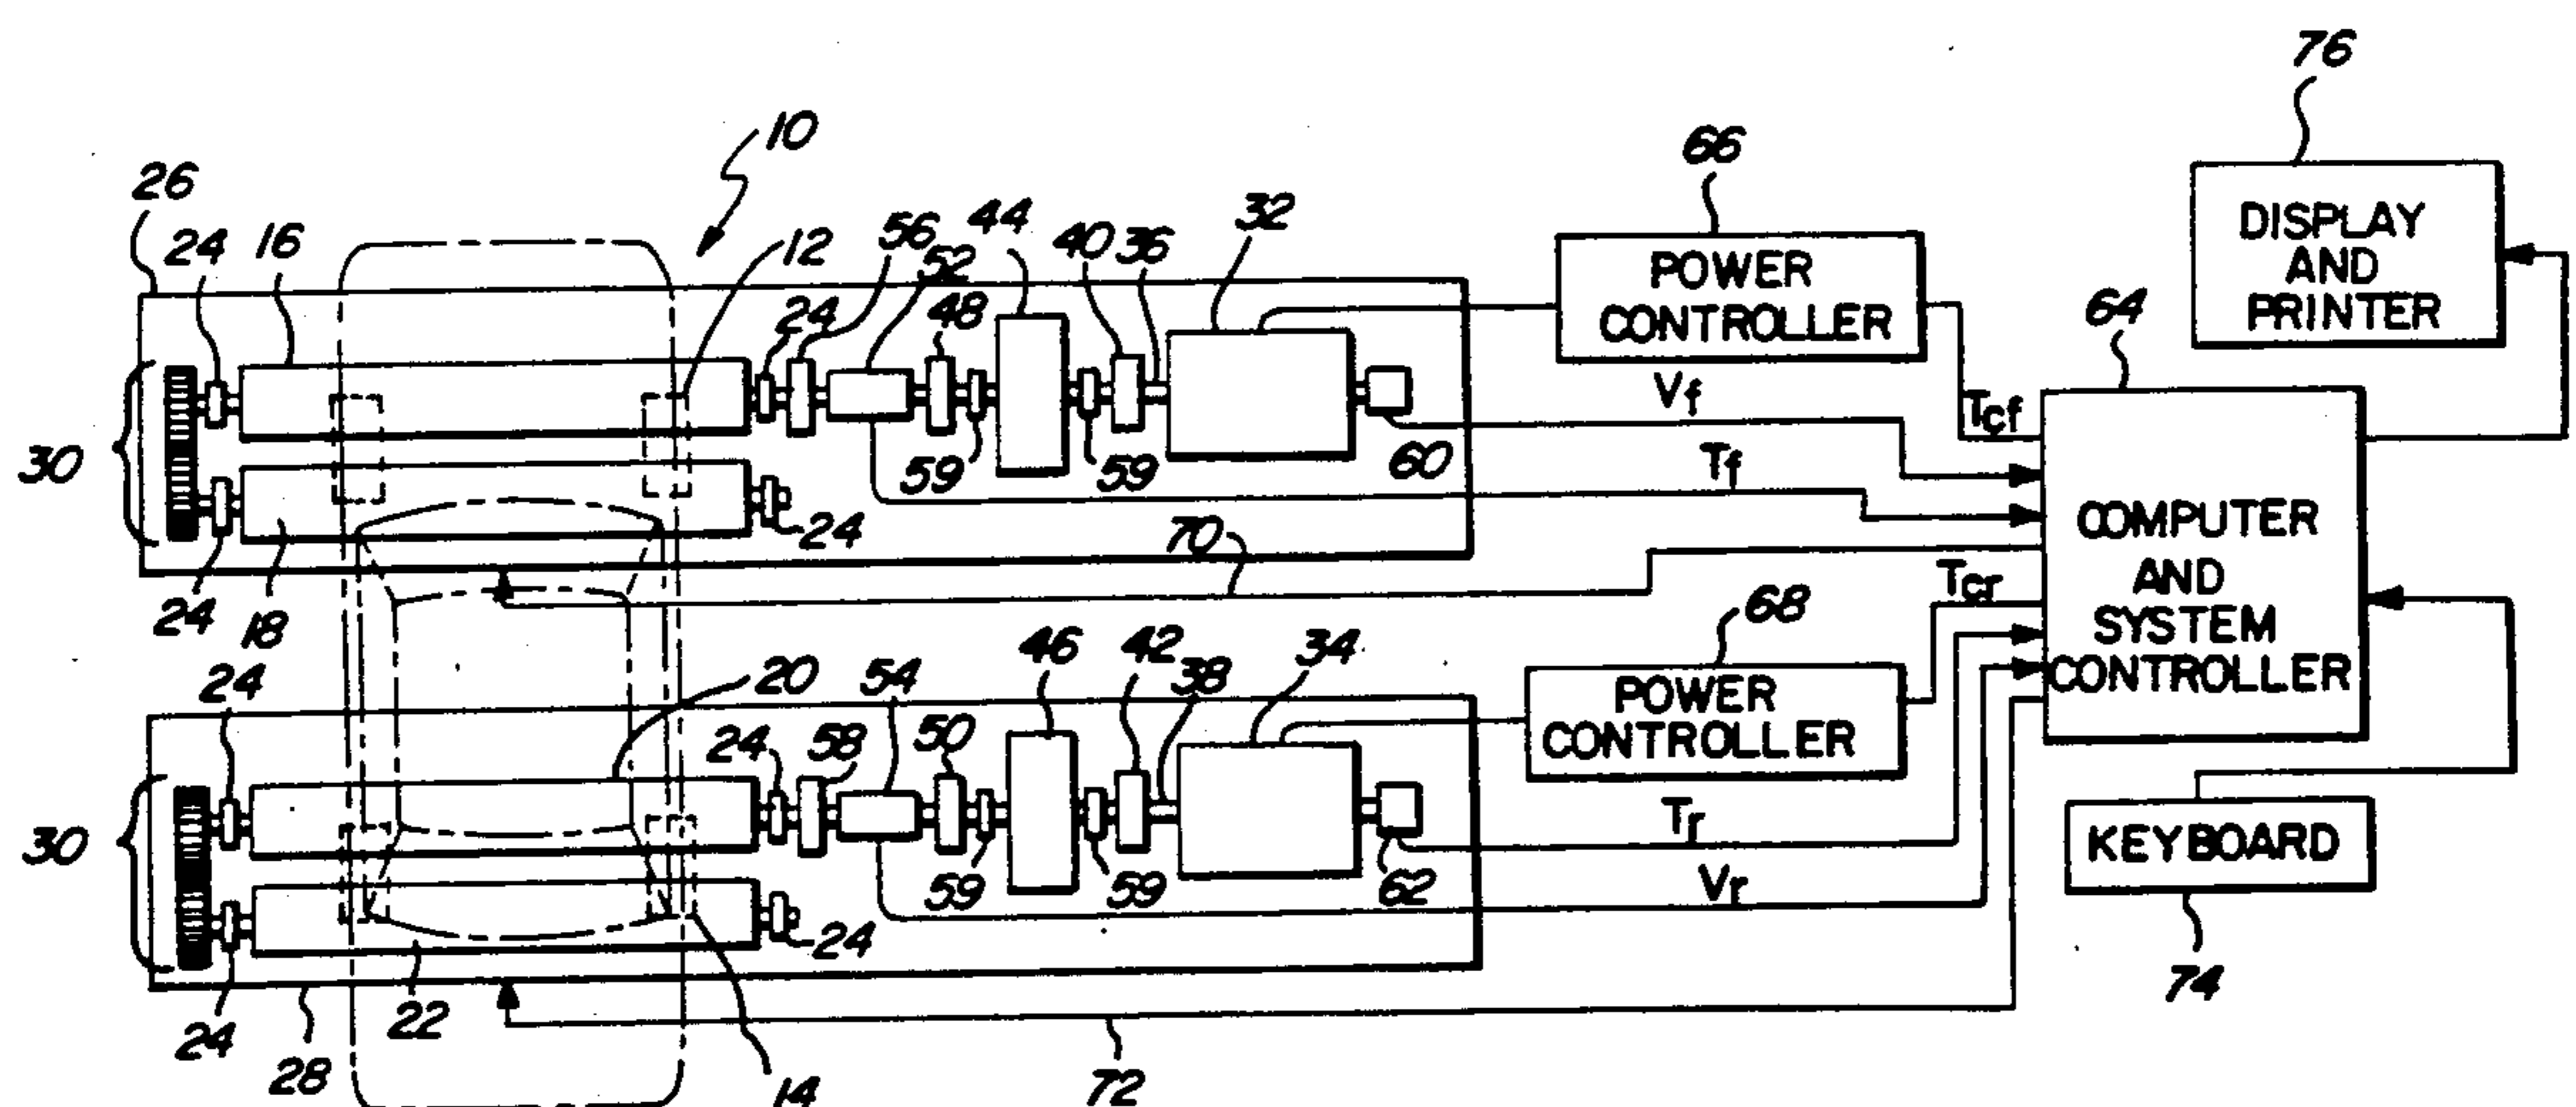 76
10
66
26
24
16
56
52
44
40
36
32
12
DISPLAY
AND
PRINTER
POWER
CONTROLLER
64
24
48
Vf
Tcf
30
59
59
60
Tf
COMPUTER
AND
SYSTEM
CONTROLLER
24
18
24
70
Tcr
68
24
20
54
46
42
38
34
24
58
50
POWER
CONTROLLER
30
59
59
62
Tr
Vr
KEYBOARD
24
28
22
24
14
72
74